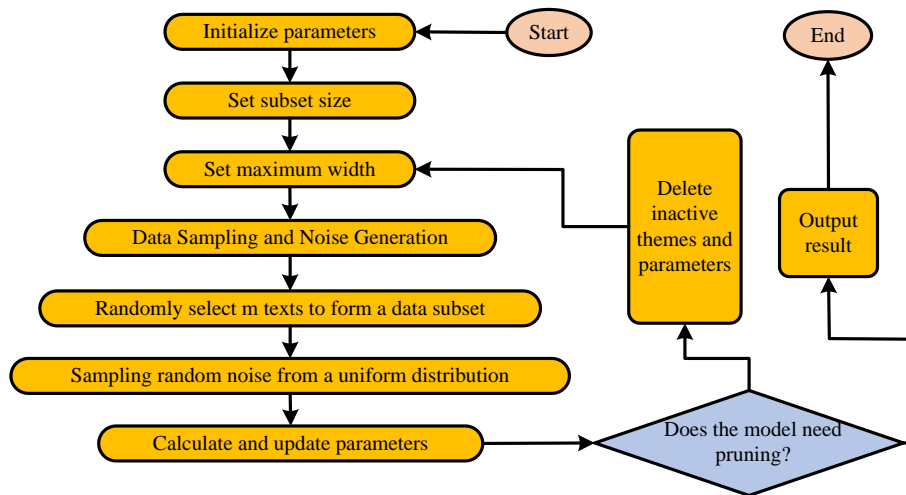 Initialize parameters
Start
End
Set subset size
Set maximum width
Delete
inactive
themes and
parameters
Output
result
Data Sampling and Noise Generation
Randomly select m texts to form a data subset
Sampling random noise from a uniform distribution
Calculate and update parameters
Does the model need
pruning?